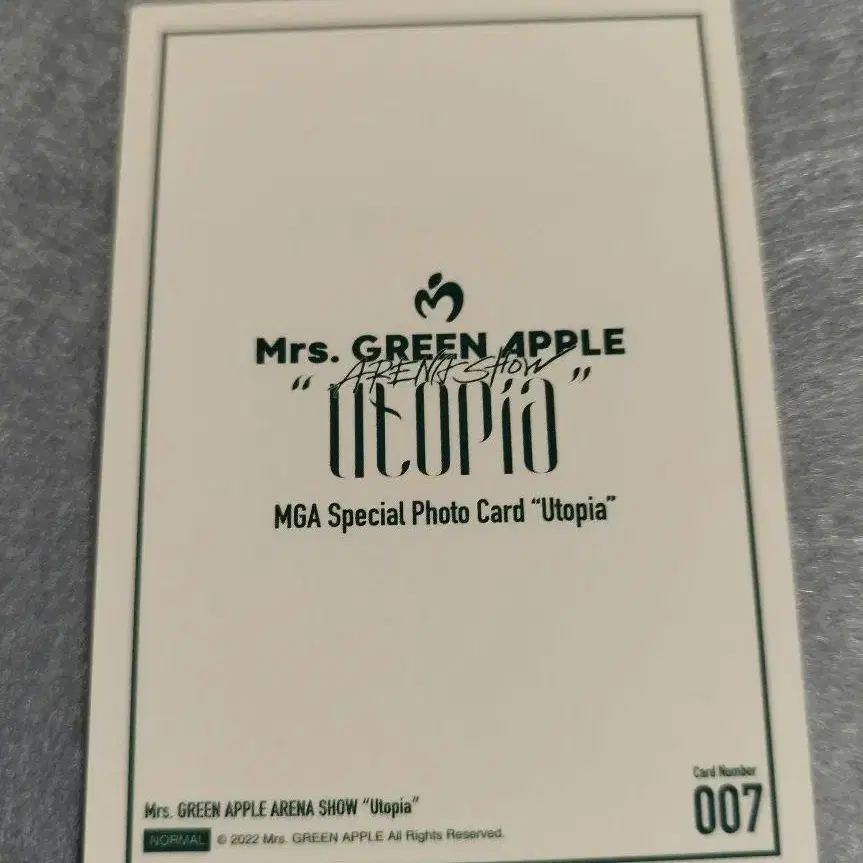 Mrs. GREEN APPLE
ARENA SHOW
“Utopia”
MGA Special Photo Card “Utopia”
Mrs. GREEN APPLE ARENA SHOW “Utopia”
Card Number
007
NORMAL © 2022 Mrs. GREEN APPLE All Rights Reserved.